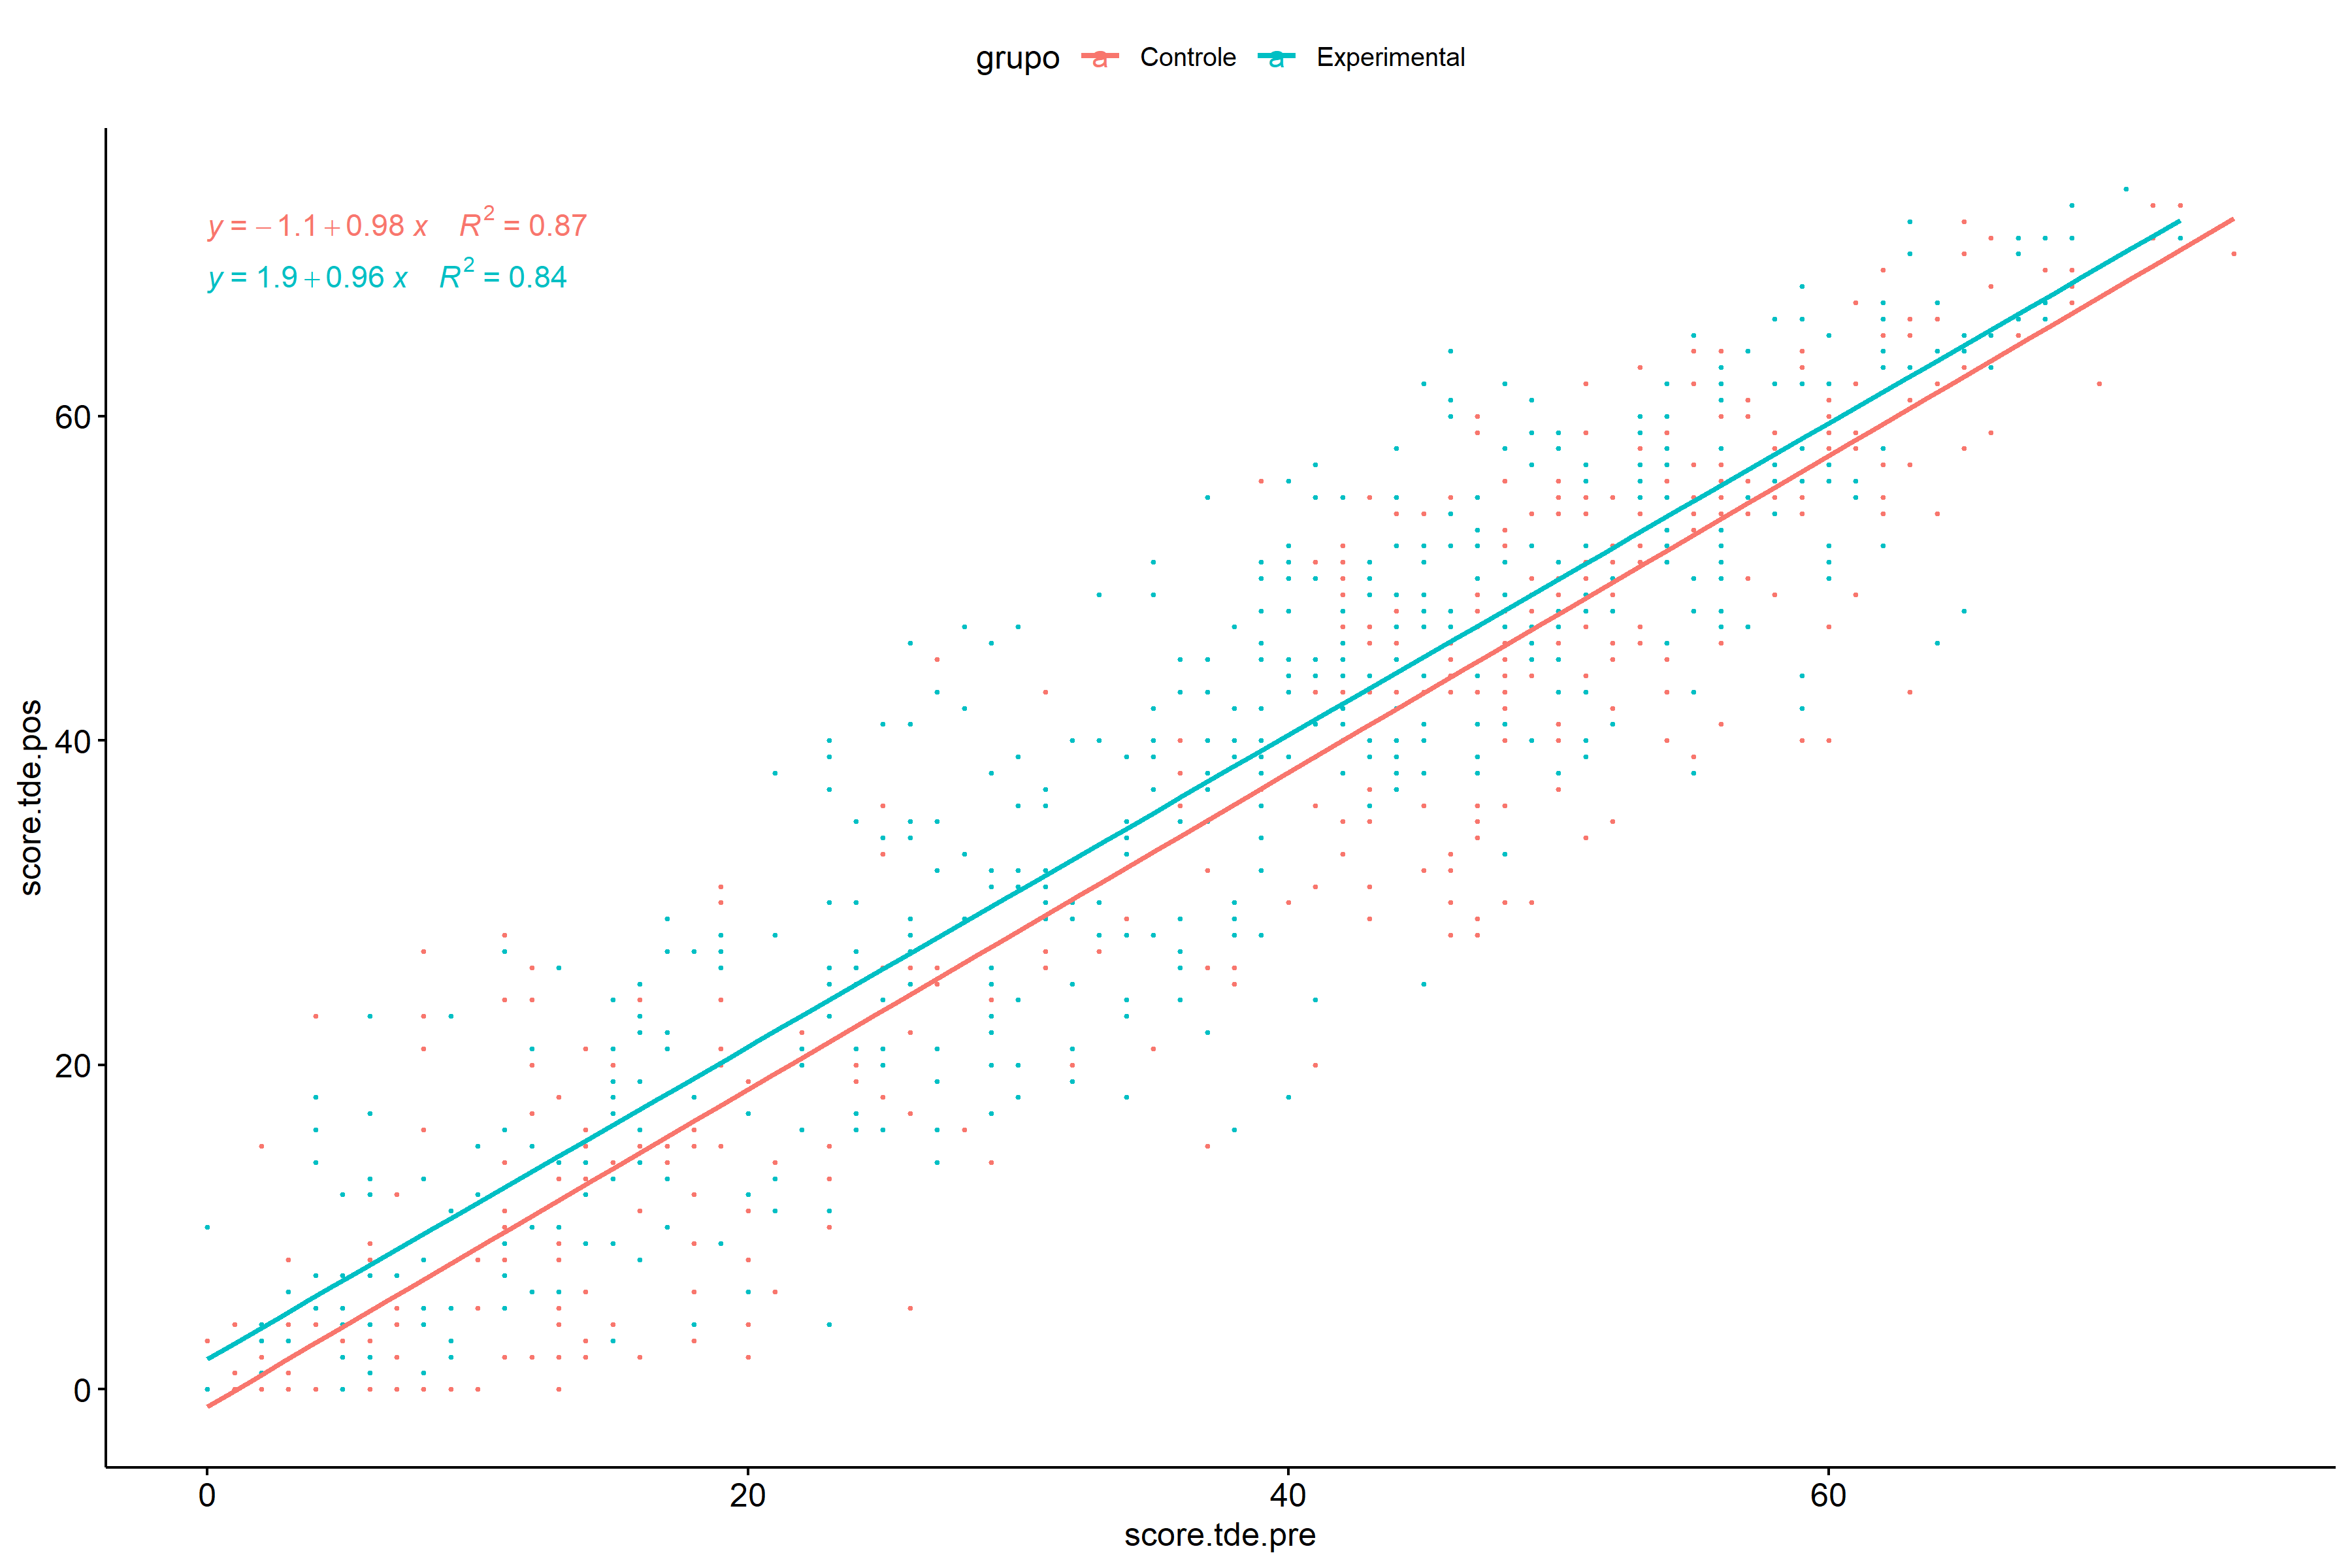 grupo a Controle a Experimental
y = −1.1+0.98 x R² = 0.87
y = 1.9+0.96 x R² = 0.84
60
40
20
0
score.tde.pos
0 20 40 60
score.tde.pre